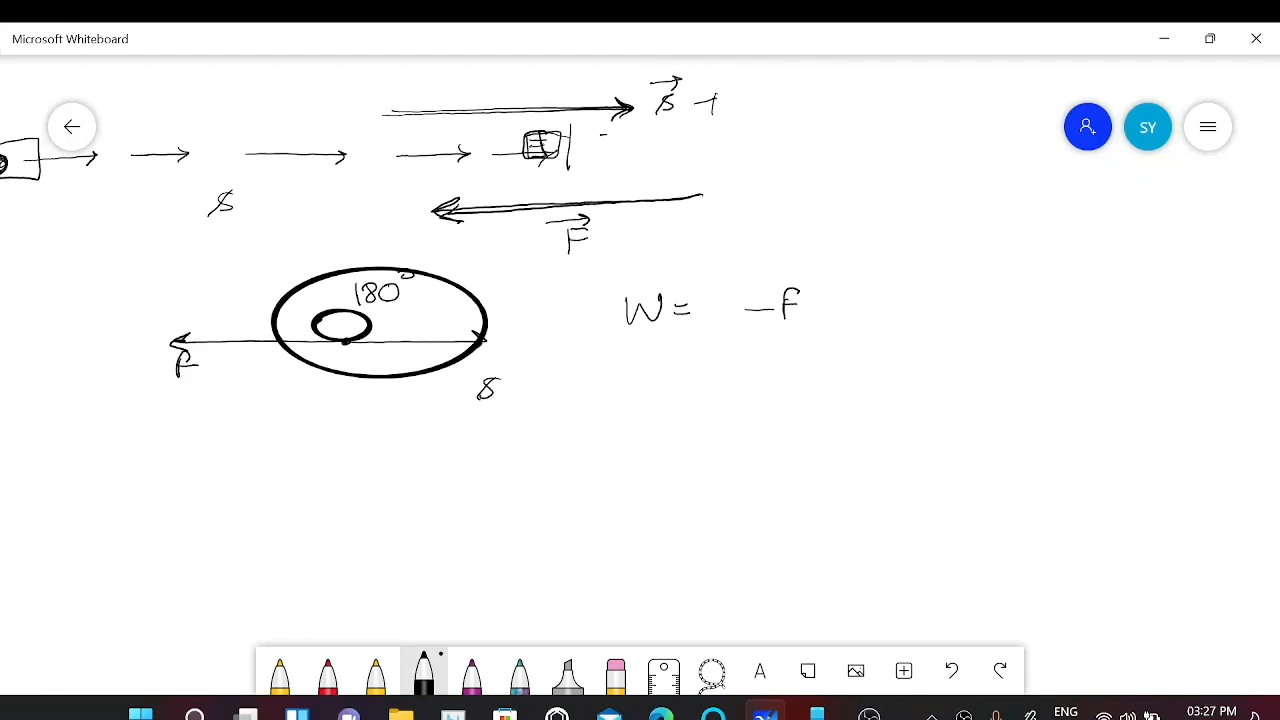 Microsoft Whiteboard
S +
S
F
180°
F
S
W = -F
SY
A
ENG
03:27 PM